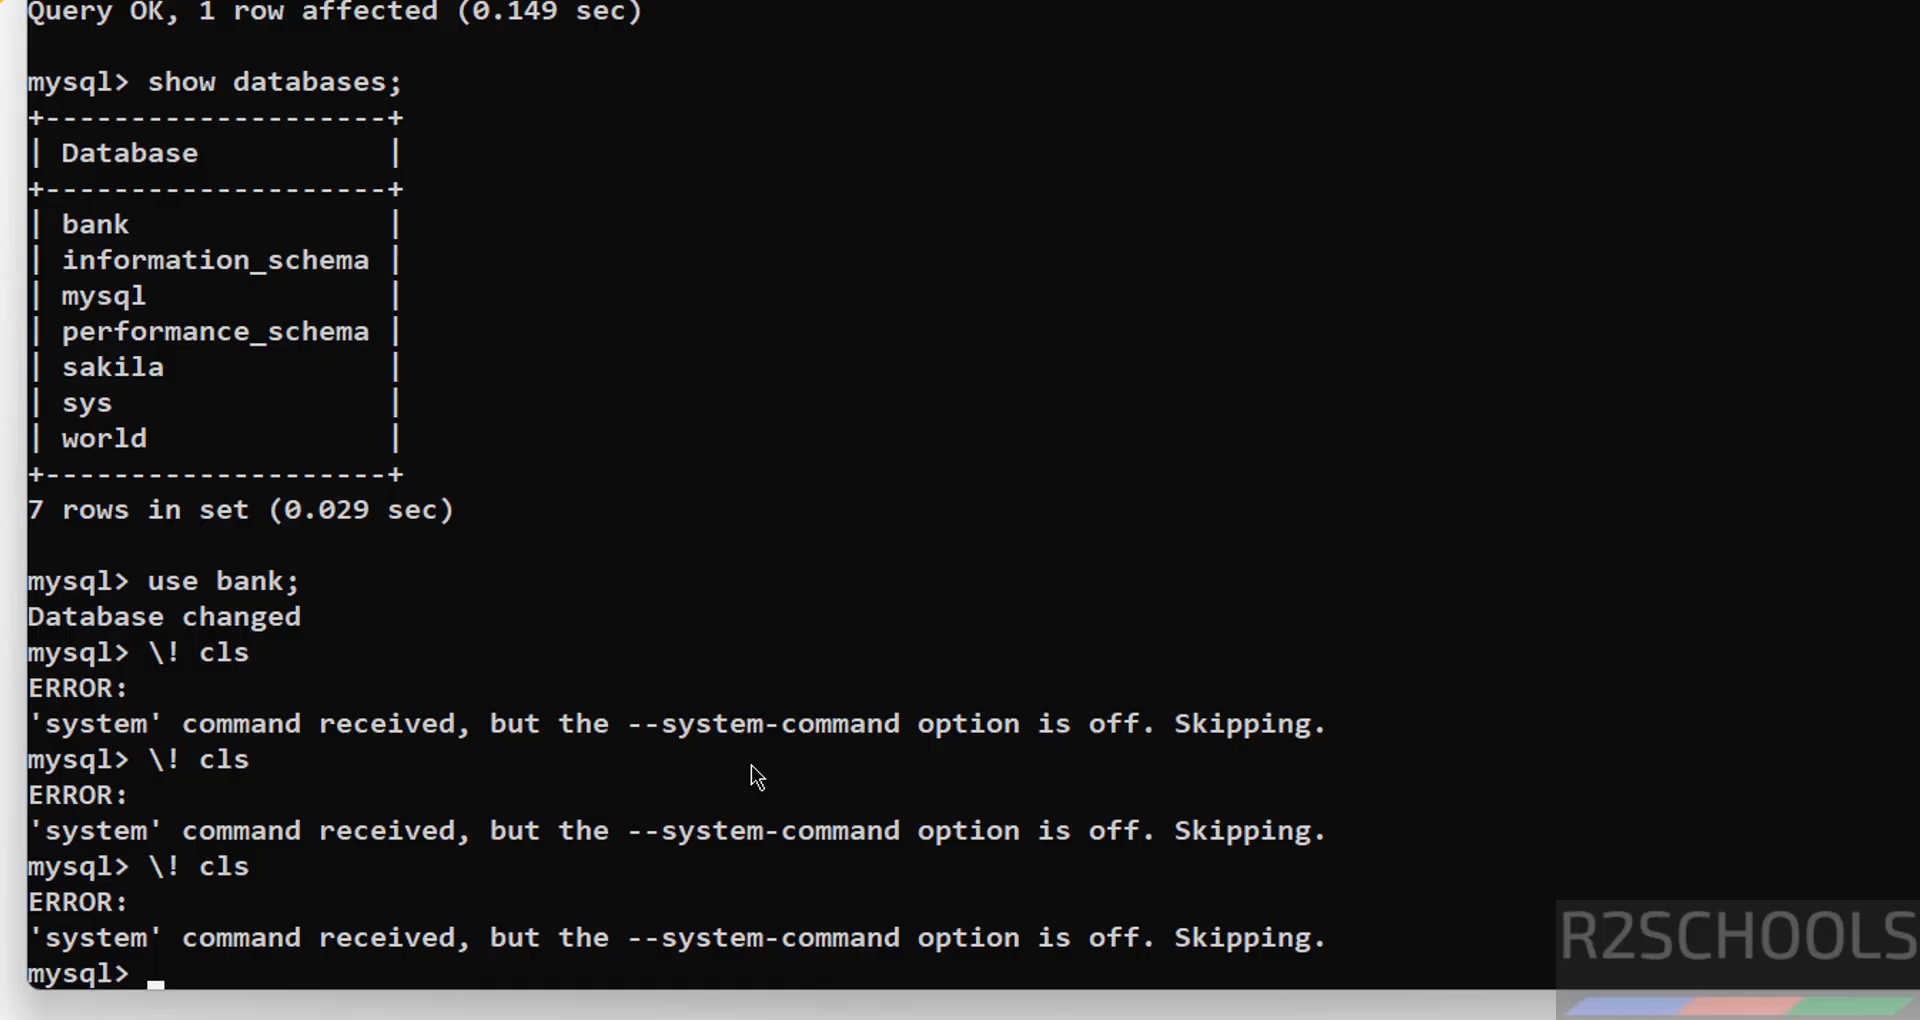 Query OK, 1 row affected (0.149 sec)
mysql> show databases;
+--------------------+
| Database           |
+--------------------+
| bank               |
| information_schema |
| mysql              |
| performance_schema |
| sakila             |
| sys                |
| world              |
+--------------------+
7 rows in set (0.029 sec)
mysql> use bank;
Database changed
mysql> \! cls
ERROR:
'system' command received, but the --system-command option is off. Skipping.
mysql> \! cls
ERROR:
'system' command received, but the --system-command option is off. Skipping.
mysql> \! cls
ERROR:
'system' command received, but the --system-command option is off. Skipping.
mysql>
R2SCHOOLS